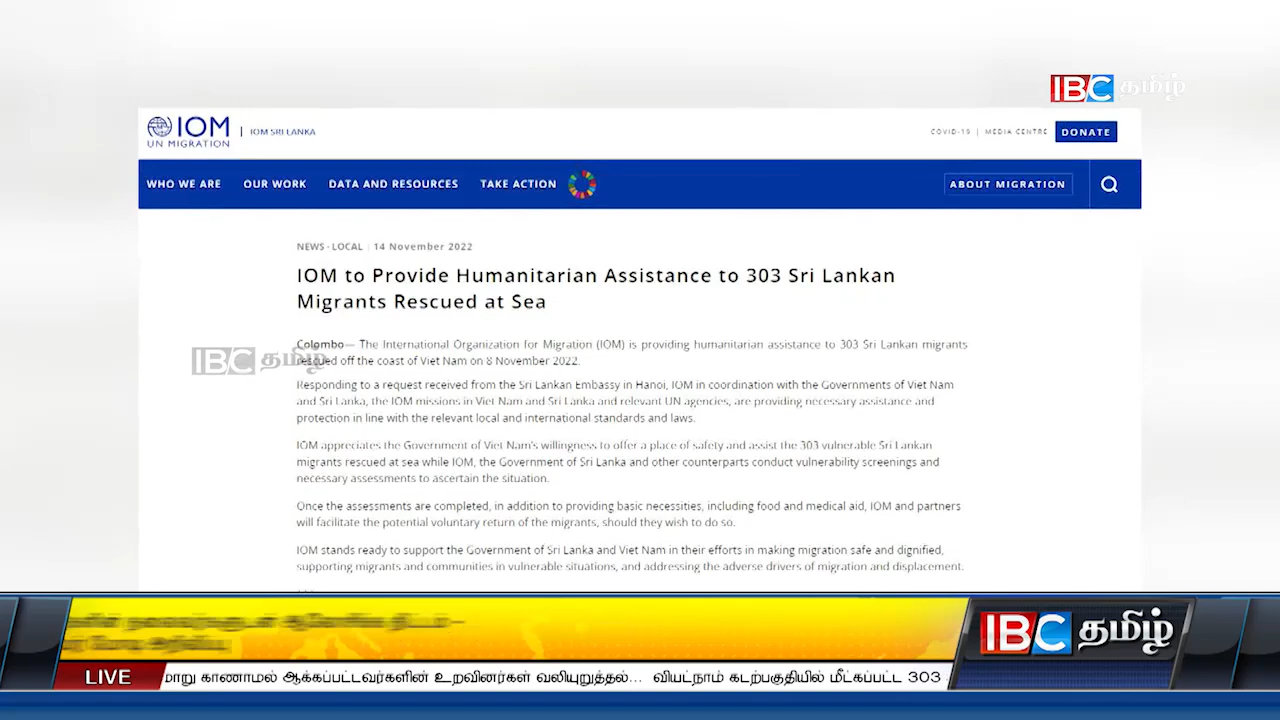 IBC தமிழ்
IOM
UN MIGRATION
IOM SRI LANKA
COVID-19 | MEDIA CENTRE
DONATE
WHO WE ARE
OUR WORK
DATA AND RESOURCES
TAKE ACTION
ABOUT MIGRATION
NEWS - LOCAL | 14 November 2022
IOM to Provide Humanitarian Assistance to 303 Sri Lankan
Migrants Rescued at Sea
Colombo— The International Organization for Migration (IOM) is providing humanitarian assistance to 303 Sri Lankan migrants
IBC தமிழ்
rescued off the coast of Viet Nam on 8 November 2022.
Responding to a request received from the Sri Lankan Embassy in Hanoi, IOM in coordination with the Governments of Viet Nam
and Sri Lanka, the IOM missions in Viet Nam and Sri Lanka and relevant UN agencies, are providing necessary assistance and
protection in line with the relevant local and international standards and laws.
IOM appreciates the Government of Viet Nam's willingness to offer a place of safety and assist the 303 vulnerable Sri Lankan
migrants rescued at sea while IOM, the Government of Sri Lanka and other counterparts conduct vulnerability screenings and
necessary assessments to ascertain the situation.
Once the assessments are completed, in addition to providing basic necessities, including food and medical aid, IOM and partners
will facilitate the potential voluntary return of the migrants, should they wish to do so.
IOM stands ready to support the Government of Sri Lanka and Viet Nam in their efforts in making migration safe and dignified,
supporting migrants and communities in vulnerable situations, and addressing the adverse drivers of migration and displacement.
IBC தமிழ்
LIVE
மாறு காணாமல் ஆக்கப்பட்டவர்களின் உறவினர்கள் வலியுறுத்தல்... வியட்நாம் கடற்பகுதியில் மீட்கப்பட்ட 303